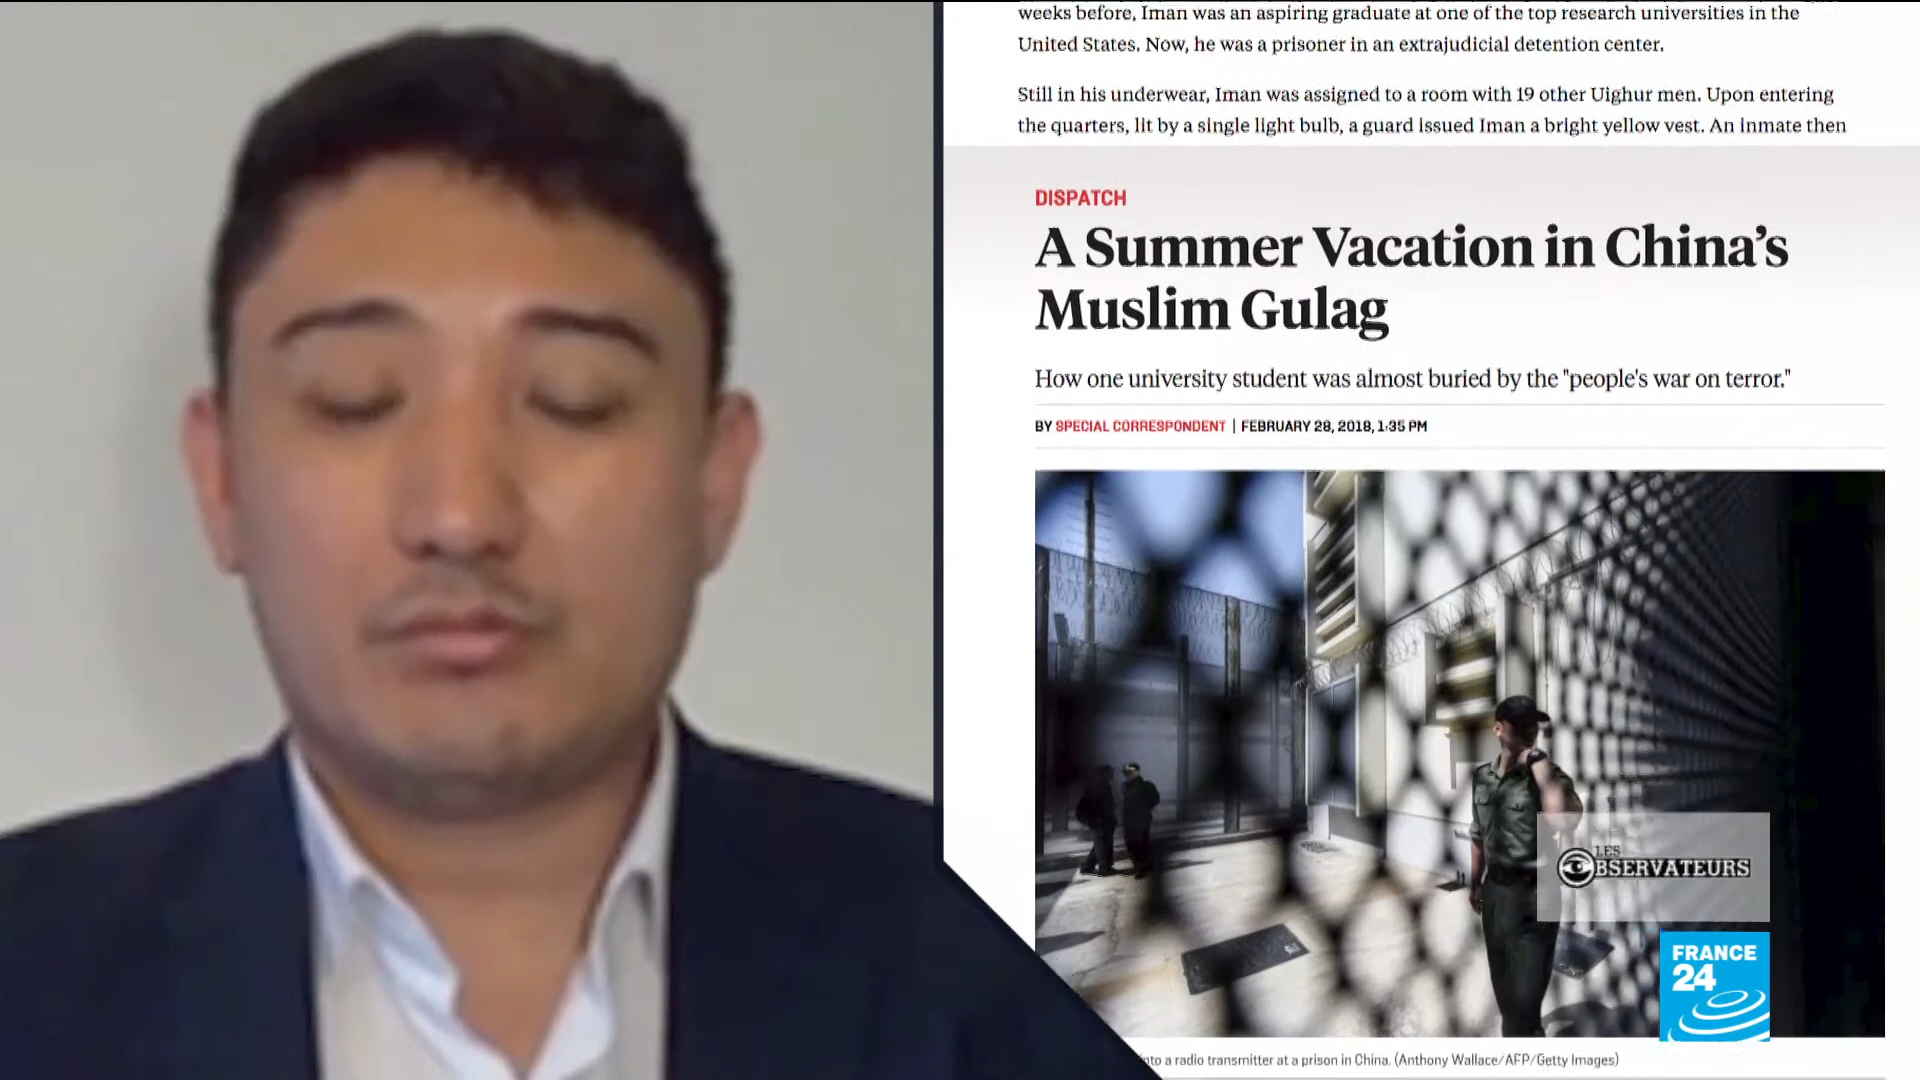 weeks before, Iman was an aspiring graduate at one of the top research universities in the
United States. Now, he was a prisoner in an extrajudicial detention center.
Still in his underwear, Iman was assigned to a room with 19 other Uighur men. Upon entering
the quarters, lit by a single light bulb, a guard issued Iman a bright yellow vest. An inmate then
DISPATCH
A Summer Vacation in China’s
Muslim Gulag
How one university student was almost buried by the "people's war on terror."
BY SPECIAL CORRESPONDENT | FEBRUARY 28, 2018, 1:35 PM
LES
OBSERVATEURS
FRANCE
24
into a radio transmitter at a prison in China. (Anthony Wallace/AFP/Getty Images)